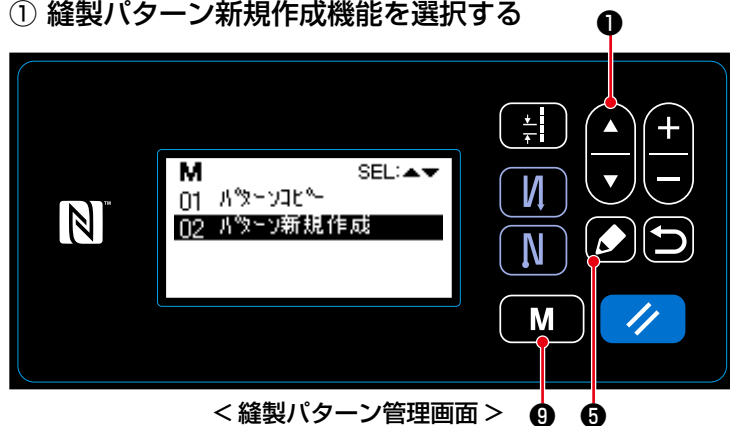 ① 縫製パターン新規作成機能を選択する
❶
M SEL:▲▼
01 パターンコピー
02 パターン新規作成
N™
M
＜縫製パターン管理画面＞
❾ ❺